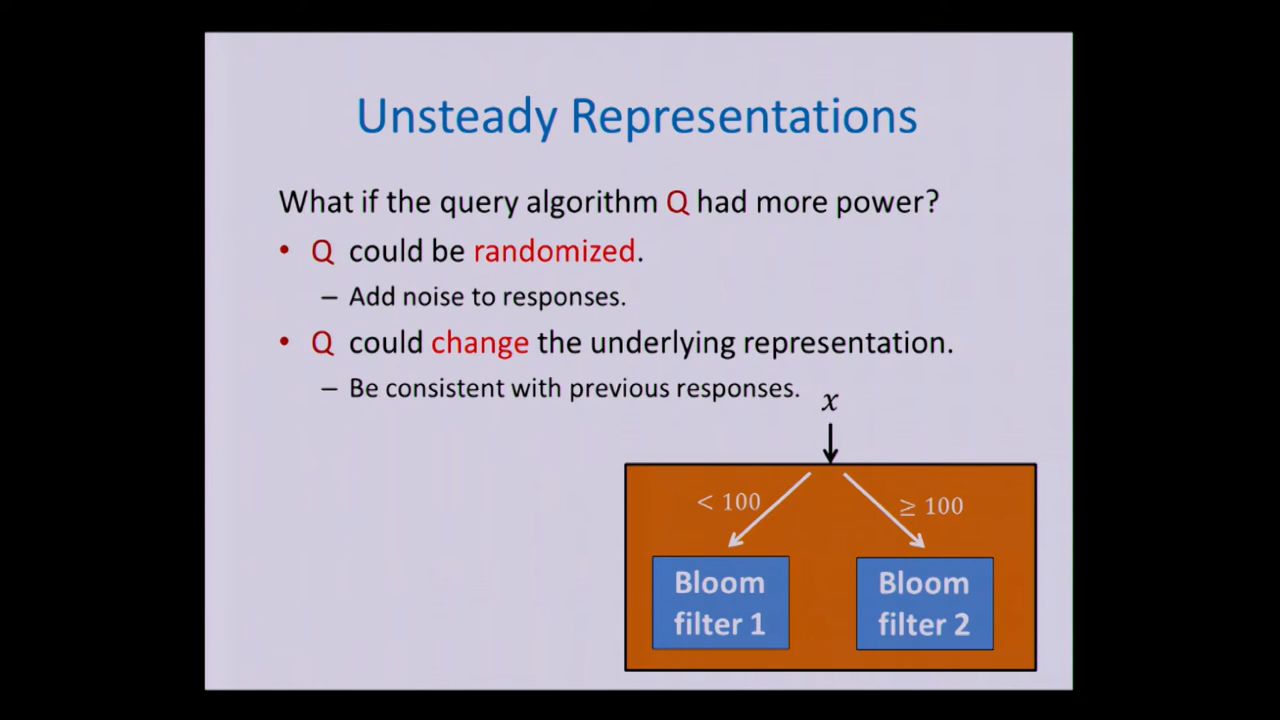 Unsteady Representations
What if the query algorithm Q had more power?
• Q could be randomized.
– Add noise to responses.
• Q could change the underlying representation.
– Be consistent with previous responses.
x
< 100
≥ 100
Bloom
filter 1
Bloom
filter 2